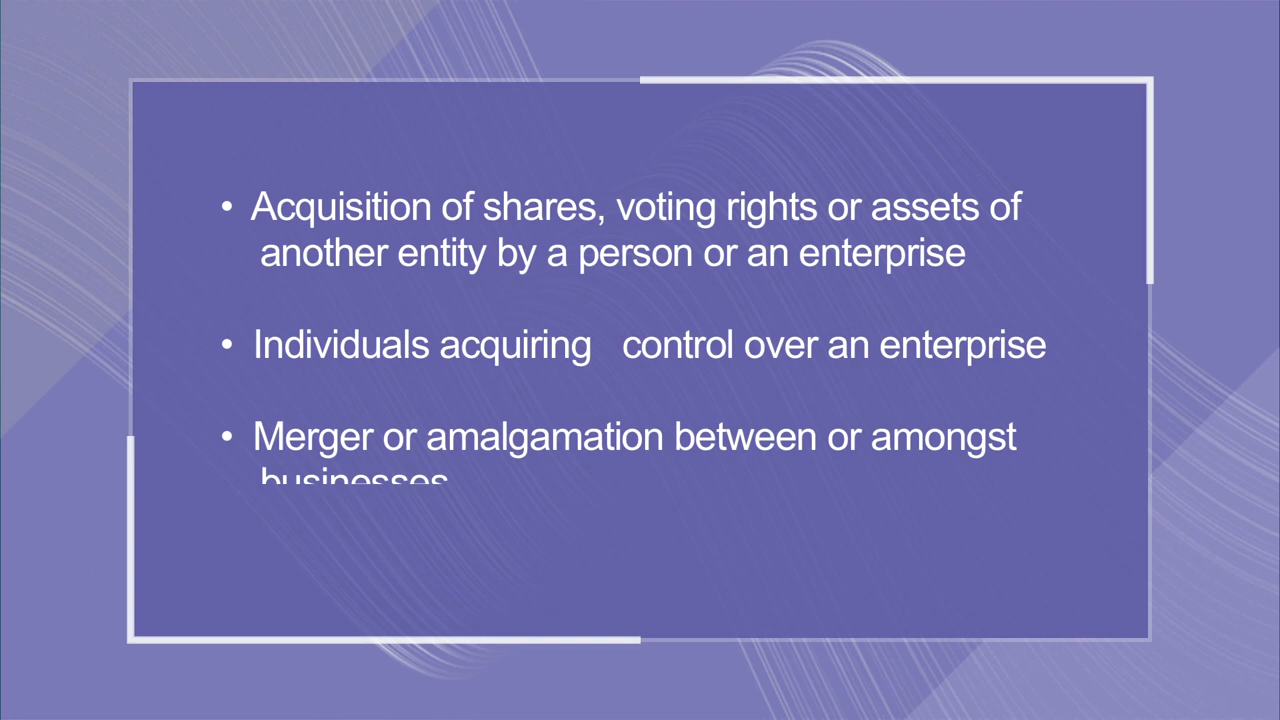 • Acquisition of shares, voting rights or assets of
another entity by a person or an enterprise
• Individuals acquiring control over an enterprise
• Merger or amalgamation between or amongst
businesses